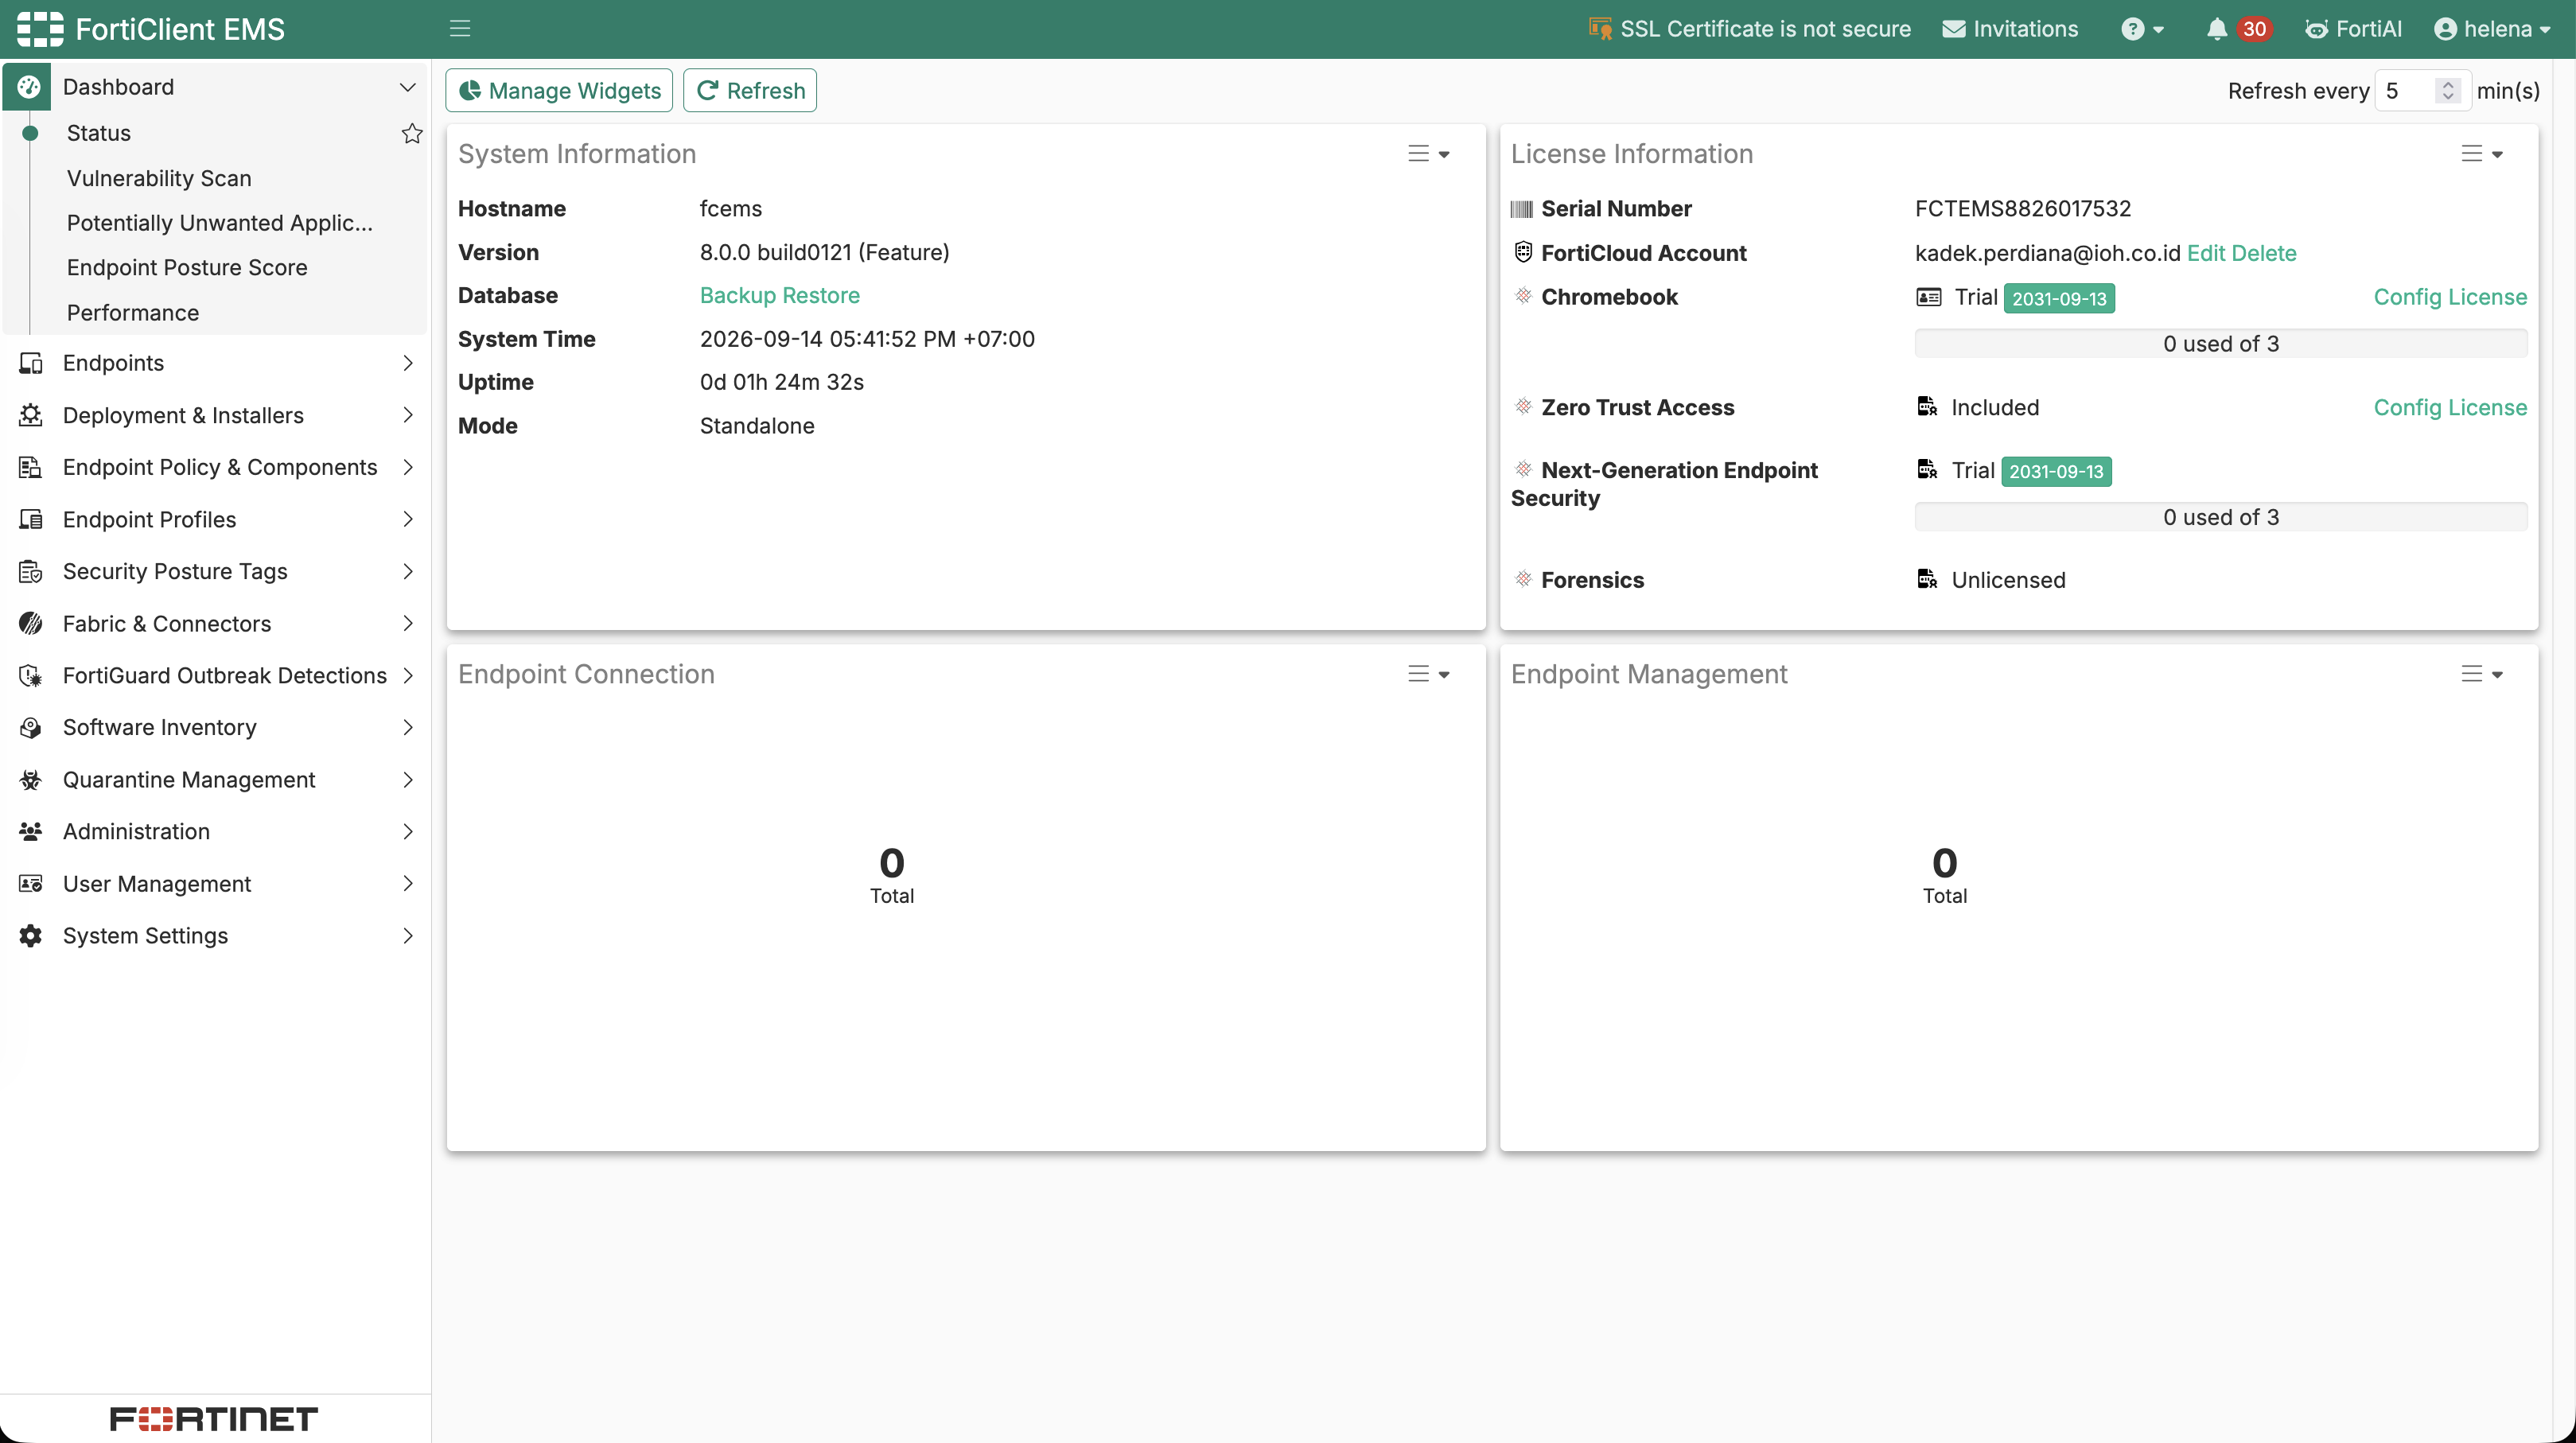 FortiClient EMS
SSL Certificate is not secure
Invitations
30
FortiAI
helena
Dashboard
Status
Vulnerability Scan
Potentially Unwanted Applic...
Endpoint Posture Score
Performance
Endpoints
Deployment & Installers
Endpoint Policy & Components
Endpoint Profiles
Security Posture Tags
Fabric & Connectors
FortiGuard Outbreak Detections
Software Inventory
Quarantine Management
Administration
User Management
System Settings
FORTINET
Manage Widgets
Refresh
Refresh every 5 min(s)
System Information
Hostname fcems
Version 8.0.0 build0121 (Feature)
Database Backup Restore
System Time 2026-09-14 05:41:52 PM +07:00
Uptime 0d 01h 24m 32s
Mode Standalone
License Information
Serial Number FCTEMS8826017532
FortiCloud Account kadek.perdiana@ioh.co.id Edit Delete
Chromebook Trial 2031-09-13 Config License
0 used of 3
Zero Trust Access Included Config License
Next-Generation Endpoint Trial 2031-09-13
Security
0 used of 3
Forensics Unlicensed
Endpoint Connection
0
Total
Endpoint Management
0
Total